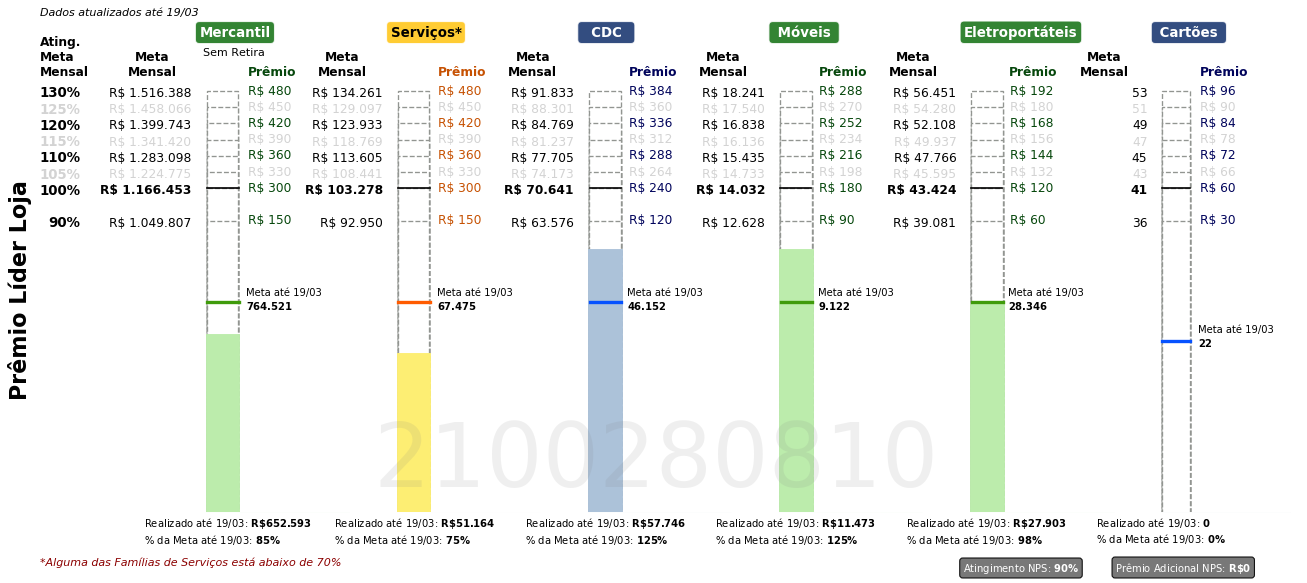 Dados atualizados até 19/03
Mercantil Serviços* CDC Móveis Eletroportáteis Cartões
Sem Retira
Ating. Meta Mensal Meta Mensal Prêmio Meta Mensal Prêmio Meta Mensal Prêmio Meta Mensal Prêmio Meta Mensal Prêmio Meta Mensal Prêmio
130% R$ 1.516.388 R$ 480 R$ 134.261 R$ 480 R$ 91.833 R$ 384 R$ 18.241 R$ 288 R$ 56.451 R$ 192 53 R$ 96
125% R$ 1.458.066 R$ 450 R$ 129.097 R$ 450 R$ 88.301 R$ 360 R$ 17.540 R$ 270 R$ 54.280 R$ 180 51 R$ 90
120% R$ 1.399.743 R$ 420 R$ 123.933 R$ 420 R$ 84.769 R$ 336 R$ 16.838 R$ 252 R$ 52.108 R$ 168 49 R$ 84
115% R$ 1.341.420 R$ 390 R$ 118.769 R$ 390 R$ 81.237 R$ 312 R$ 16.136 R$ 234 R$ 49.937 R$ 156 47 R$ 78
110% R$ 1.283.098 R$ 360 R$ 113.605 R$ 360 R$ 77.705 R$ 288 R$ 15.435 R$ 216 R$ 47.766 R$ 144 45 R$ 72
105% R$ 1.224.775 R$ 330 R$ 108.441 R$ 330 R$ 74.173 R$ 264 R$ 14.733 R$ 198 R$ 45.595 R$ 132 43 R$ 66
100% R$ 1.166.453 R$ 300 R$ 103.278 R$ 300 R$ 70.641 R$ 240 R$ 14.032 R$ 180 R$ 43.424 R$ 120 41 R$ 60
90% R$ 1.049.807 R$ 150 R$ 92.950 R$ 150 R$ 63.576 R$ 120 R$ 12.628 R$ 90 R$ 39.081 R$ 60 36 R$ 30
Prêmio Líder Loja
Meta até 19/03 Meta até 19/03 Meta até 19/03 Meta até 19/03 Meta até 19/03
764.521 67.475 46.152 9.122 28.346
Meta até 19/03
22
2100280810
Realizado até 19/03: R$652.593 Realizado até 19/03: R$51.164 Realizado até 19/03: R$57.746 Realizado até 19/03: R$11.473 Realizado até 19/03: R$27.903 Realizado até 19/03: 0
% da Meta até 19/03: 85% % da Meta até 19/03: 75% % da Meta até 19/03: 125% % da Meta até 19/03: 125% % da Meta até 19/03: 98% % da Meta até 19/03: 0%
*Alguma das Famílias de Serviços está abaixo de 70% Atingimento NPS: 90% Prêmio Adicional NPS: R$0